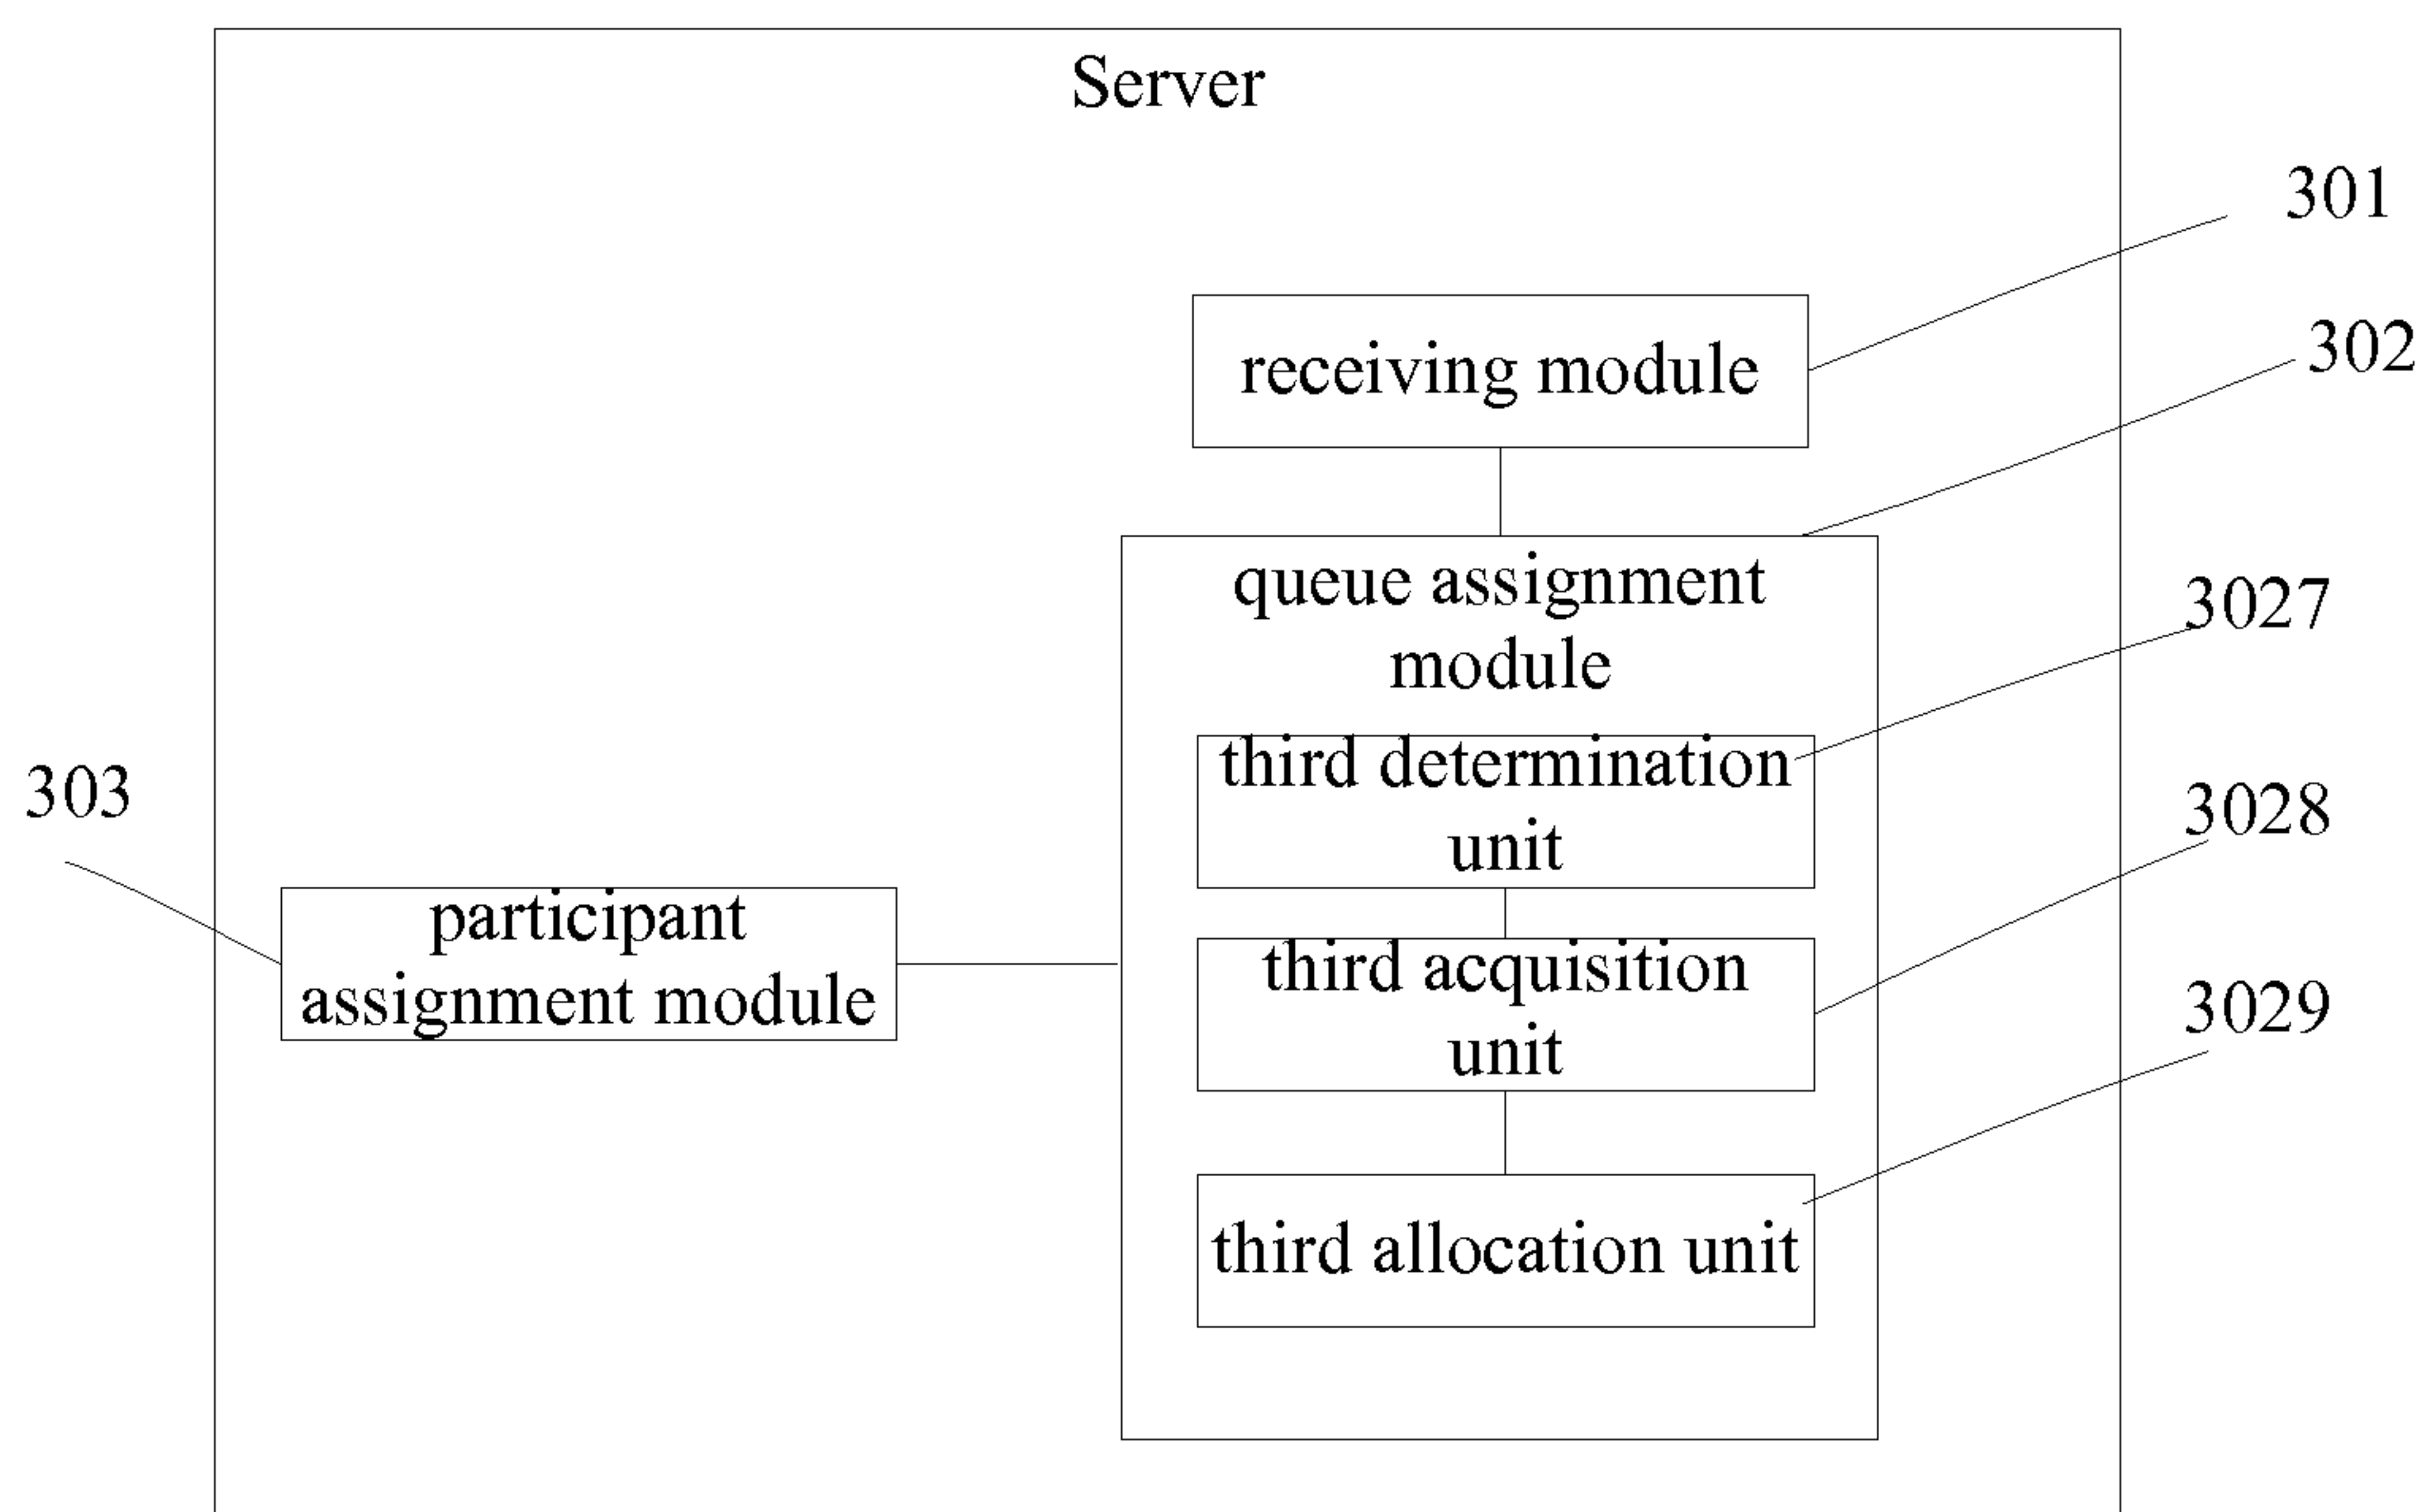 Server
301
receiving module
302
queue assignment
module
3027
third determination
unit
303
3028
participant
assignment module
third acquisition
unit
3029
third allocation unit